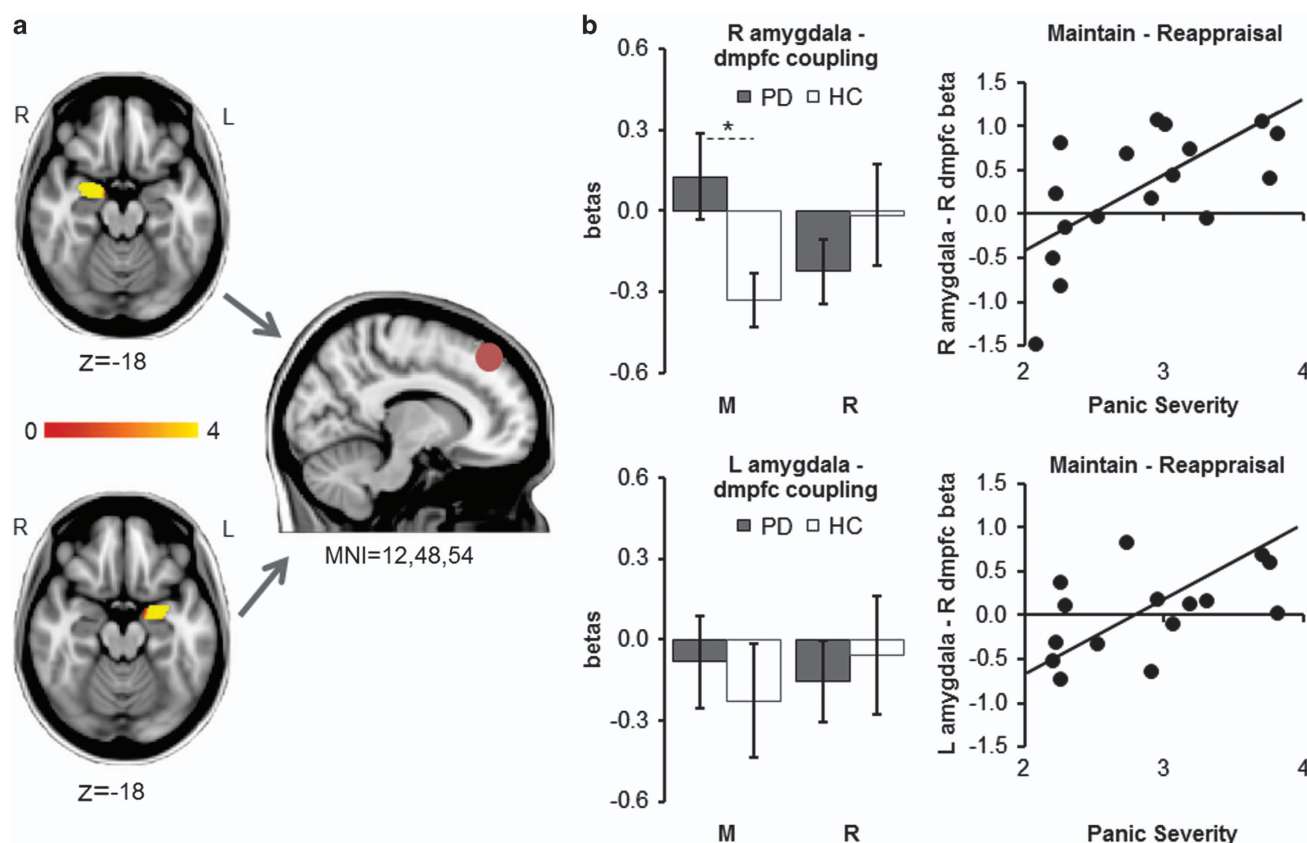 a
R
L
z=-18
0
4
R
L
z=-18
MNI=12,48,54
b
R amygdala -
dmpfc coupling
PD
HC
0.6
0.3
0.0
-0.3
-0.6
betas
*
M
R
Maintain - Reappraisal
R amygdala - R dmpfc beta
1.5
1.0
0.5
0.0
-0.5
-1.0
-1.5
2
3
4
Panic Severity
L amygdala -
dmpfc coupling
PD
HC
0.6
0.3
0.0
-0.3
-0.6
betas
M
R
Maintain - Reappraisal
L amygdala - R dmpfc beta
1.5
1.0
0.5
0.0
-0.5
-1.0
-1.5
2
3
4
Panic Severity